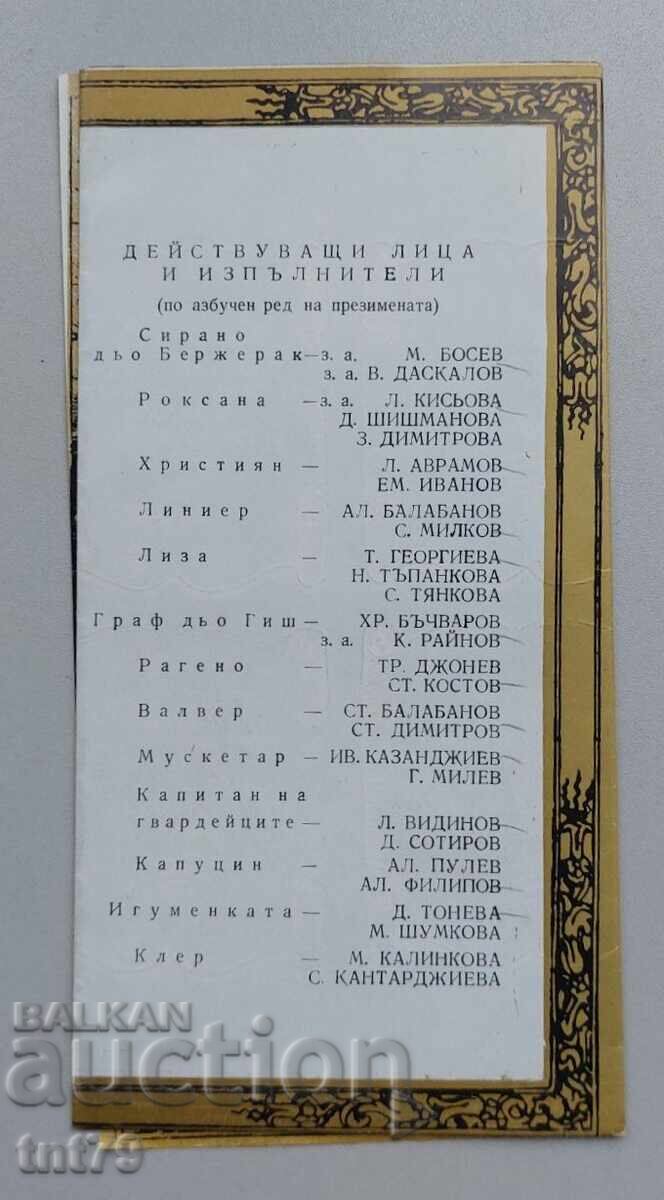 ДЕЙСТВУВАЩИ ЛИЦА
И ИЗПЪЛНИТЕЛИ
(по азбучен ред на презимената)
Сирано
дьо Бержерак — з. а. М. БОСЕВ
з. а. В. ДАСКАЛОВ
Роксана — з. а. Л. КИСЬОВА
Д. ШИШМАНОВА
З. ДИМИТРОВА
Християн — Л. АВРАМОВ
ЕМ. ИВАНОВ
Линиер — АЛ. БАЛАБАНОВ
С. МИЛКОВ
Лиза — Т. ГЕОРГИЕВА
Н. ТЪПАНКОВА
С. ТЯНКОВА
Граф дьо Гиш — ХР. БЪЧВАРОВ
з. а. К. РАЙНОВ
Рагено — ТР. ДЖОНЕВ
СТ. КОСТОВ
Валвер — СТ. БАЛАБАНОВ
СТ. ДИМИТРОВ
Мускетар — ИВ. КАЗАНДЖИЕВ
Г. МИЛЕВ
Капитан на
гвардейците — Л. ВИДИНОВ
Д. СОТИРОВ
Капуцин — АЛ. ПУЛЕВ
АЛ. ФИЛИПОВ
Игуменката — Д. ТОНЕВА
М. ШУМКОВА
Клер — М. КАЛИНКОВА
С. КАНТАРДЖИЕВА
BALKAN
auction
tnt79